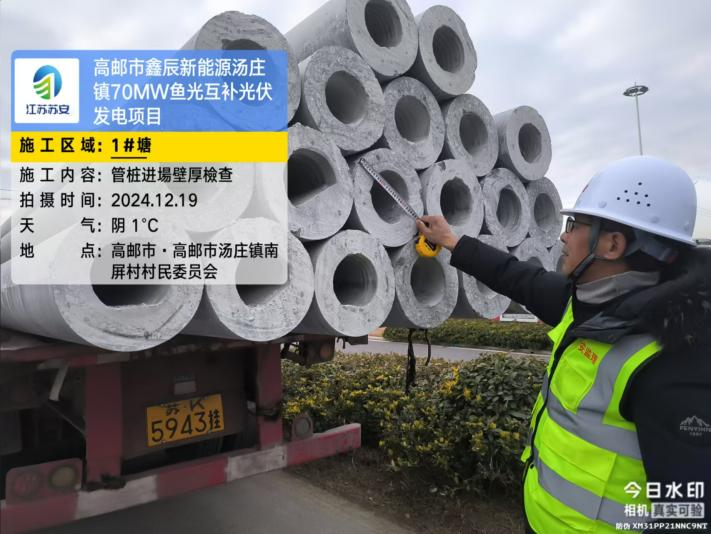 江苏苏安
高邮市鑫辰新能源汤庄
镇70MW鱼光互补光伏
发电项目
施工区域：1#塘
施工内容：管桩进場壁厚檢查
拍摄时间：2024.12.19
天气：阴 1℃
地点：高邮市·高邮市汤庄镇南
屏村村民委员会
苏K
5943挂
FENYINN
今日水印
相机 真实可验
防伪 XM31PP21NNC9NT